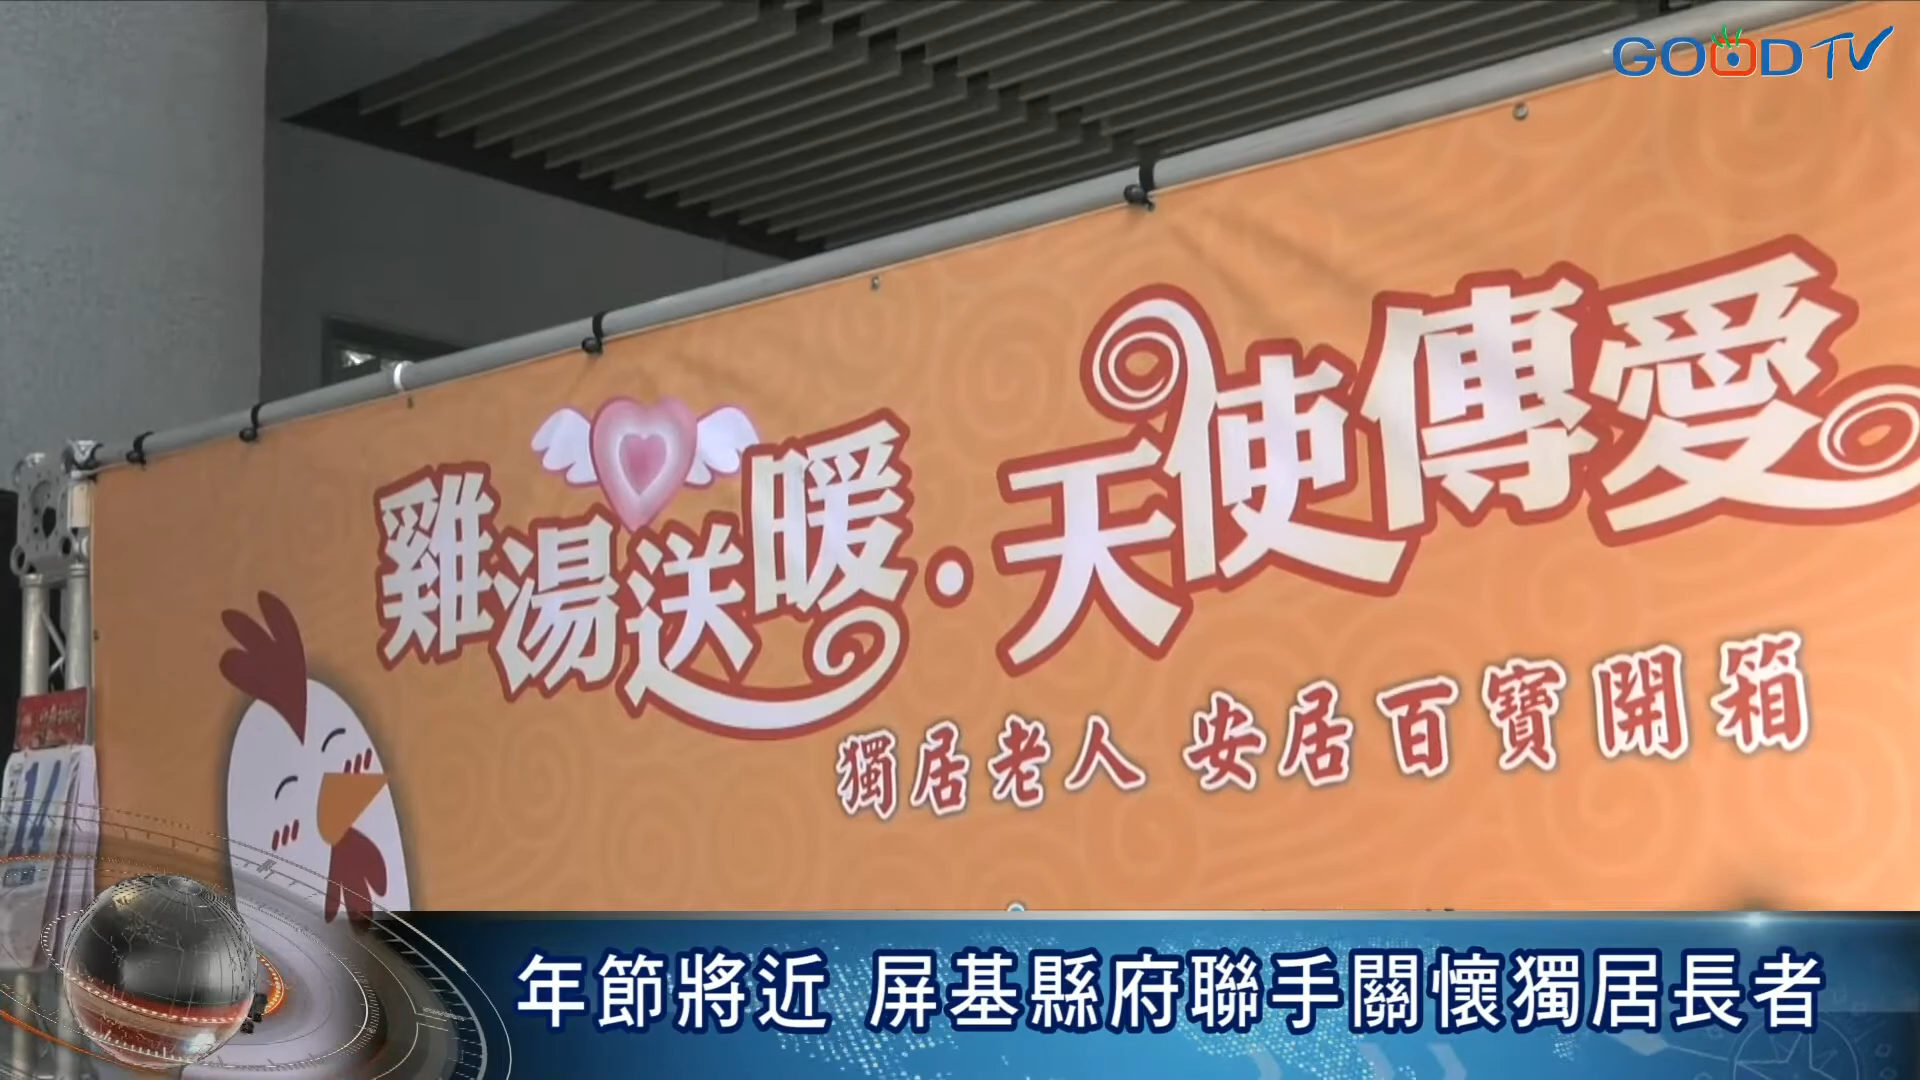 GOOD TV
雞湯送暖・天使傳愛
獨居老人 安居百寶開箱
14
年節將近 屏基縣府聯手關懷獨居長者